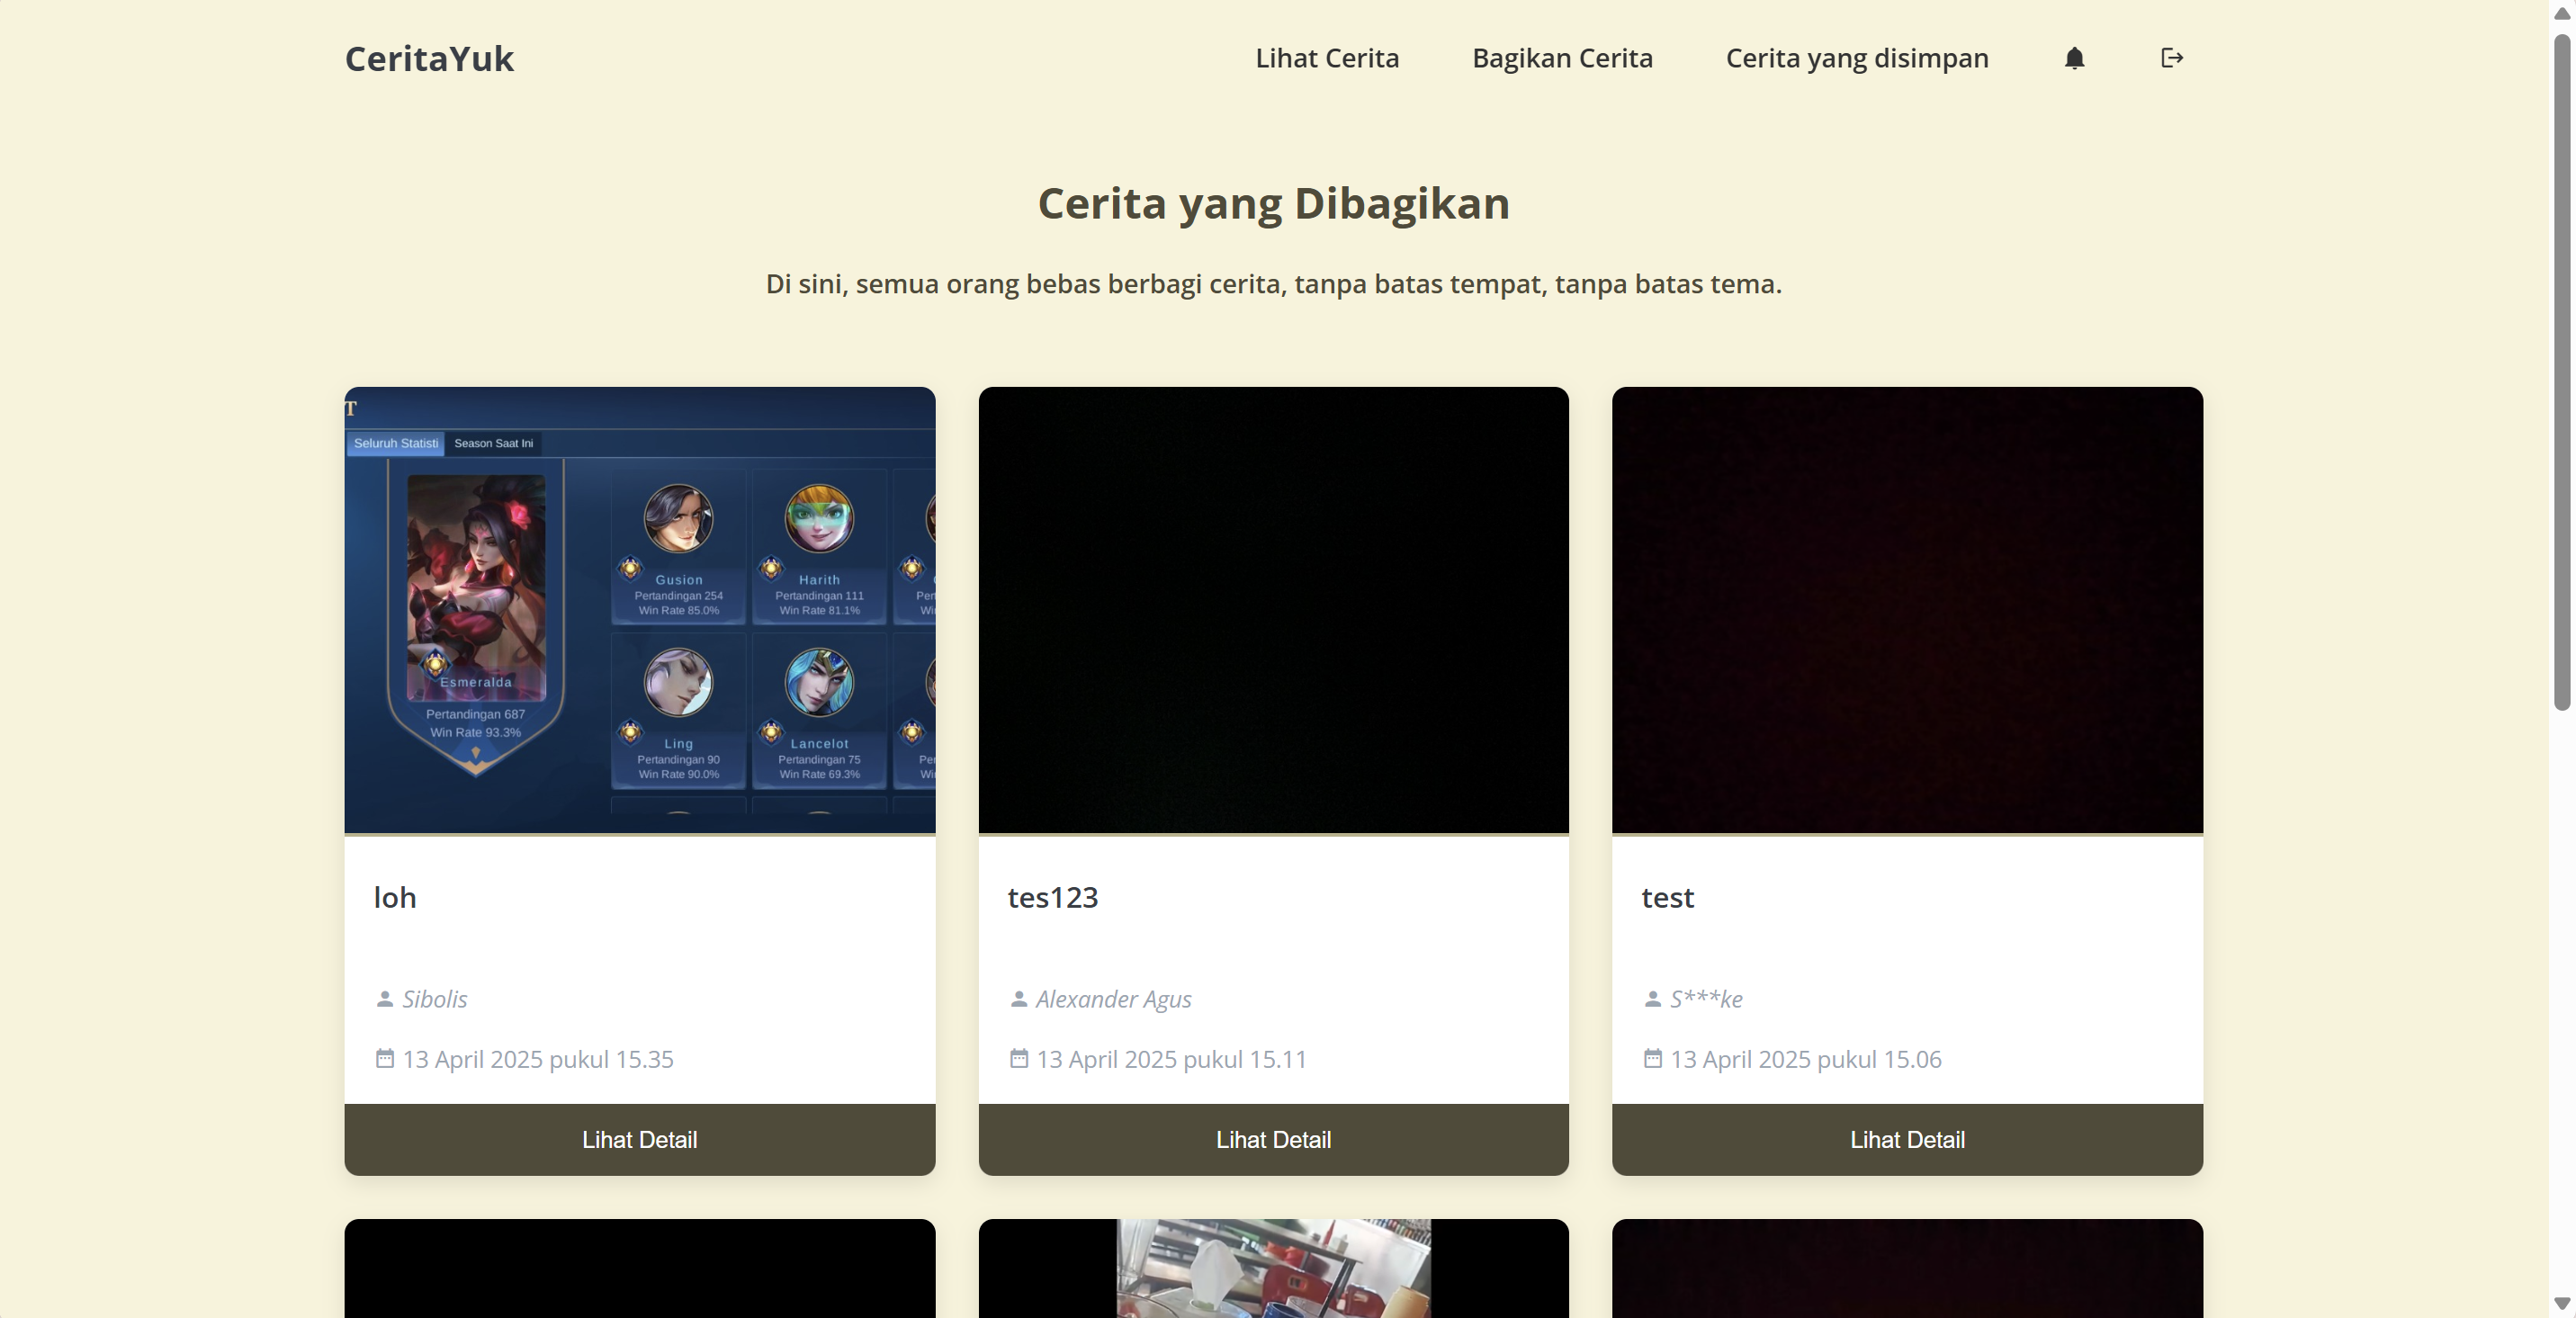 CeritaYuk
Lihat Cerita
Bagikan Cerita
Cerita yang disimpan
Cerita yang Dibagikan
Di sini, semua orang bebas berbagi cerita, tanpa batas tempat, tanpa batas tema.
T
Seluruh Statisti
Season Saat Ini
Esmeralda
Pertandingan 687
Win Rate 93.3%
Gusion
Pertandingan 254
Win Rate 85.0%
Harith
Pertandingan 111
Win Rate 81.1%
Ling
Pertandingan 90
Win Rate 90.0%
Lancelot
Pertandingan 75
Win Rate 69.3%
loh
Sibolis
13 April 2025 pukul 15.35
Lihat Detail
tes123
Alexander Agus
13 April 2025 pukul 15.11
Lihat Detail
test
S***ke
13 April 2025 pukul 15.06
Lihat Detail